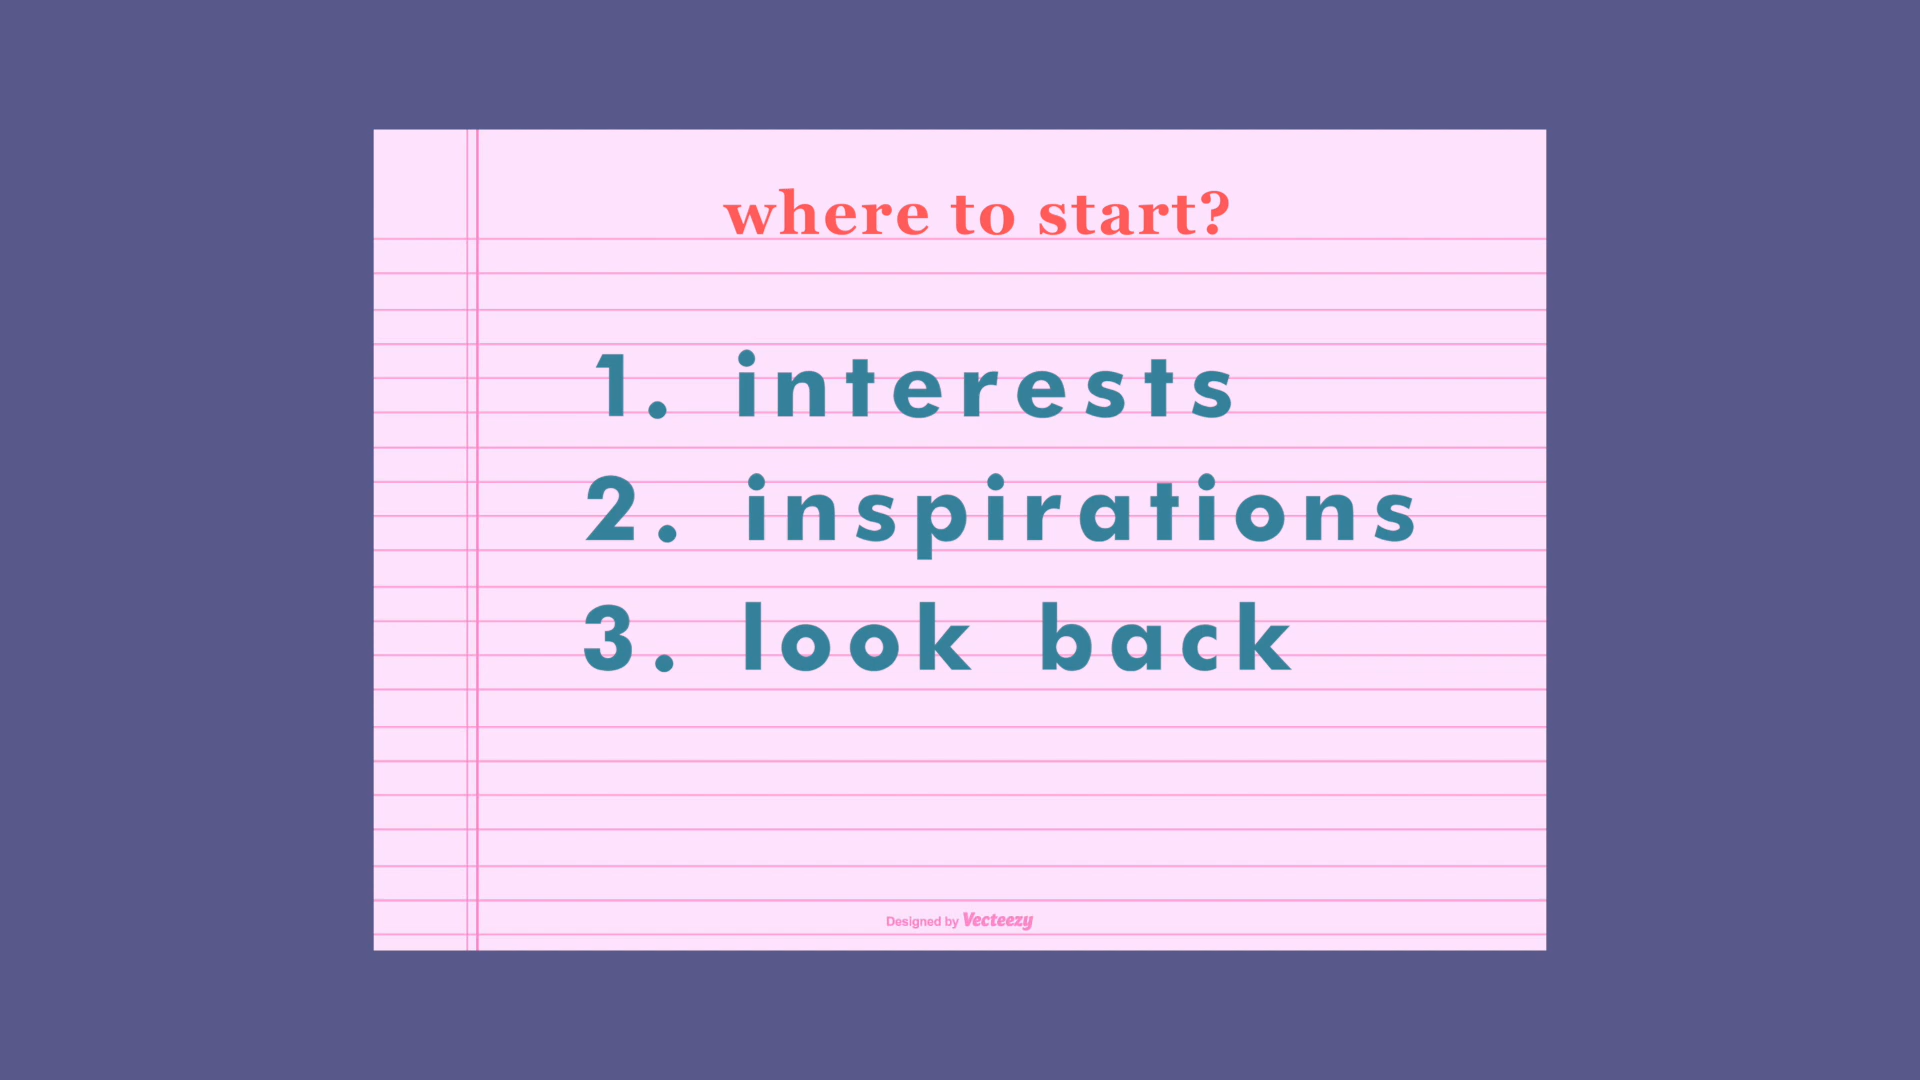 where to start?
1. interests
2. inspirations
3. look back
Designed by Vecteezy